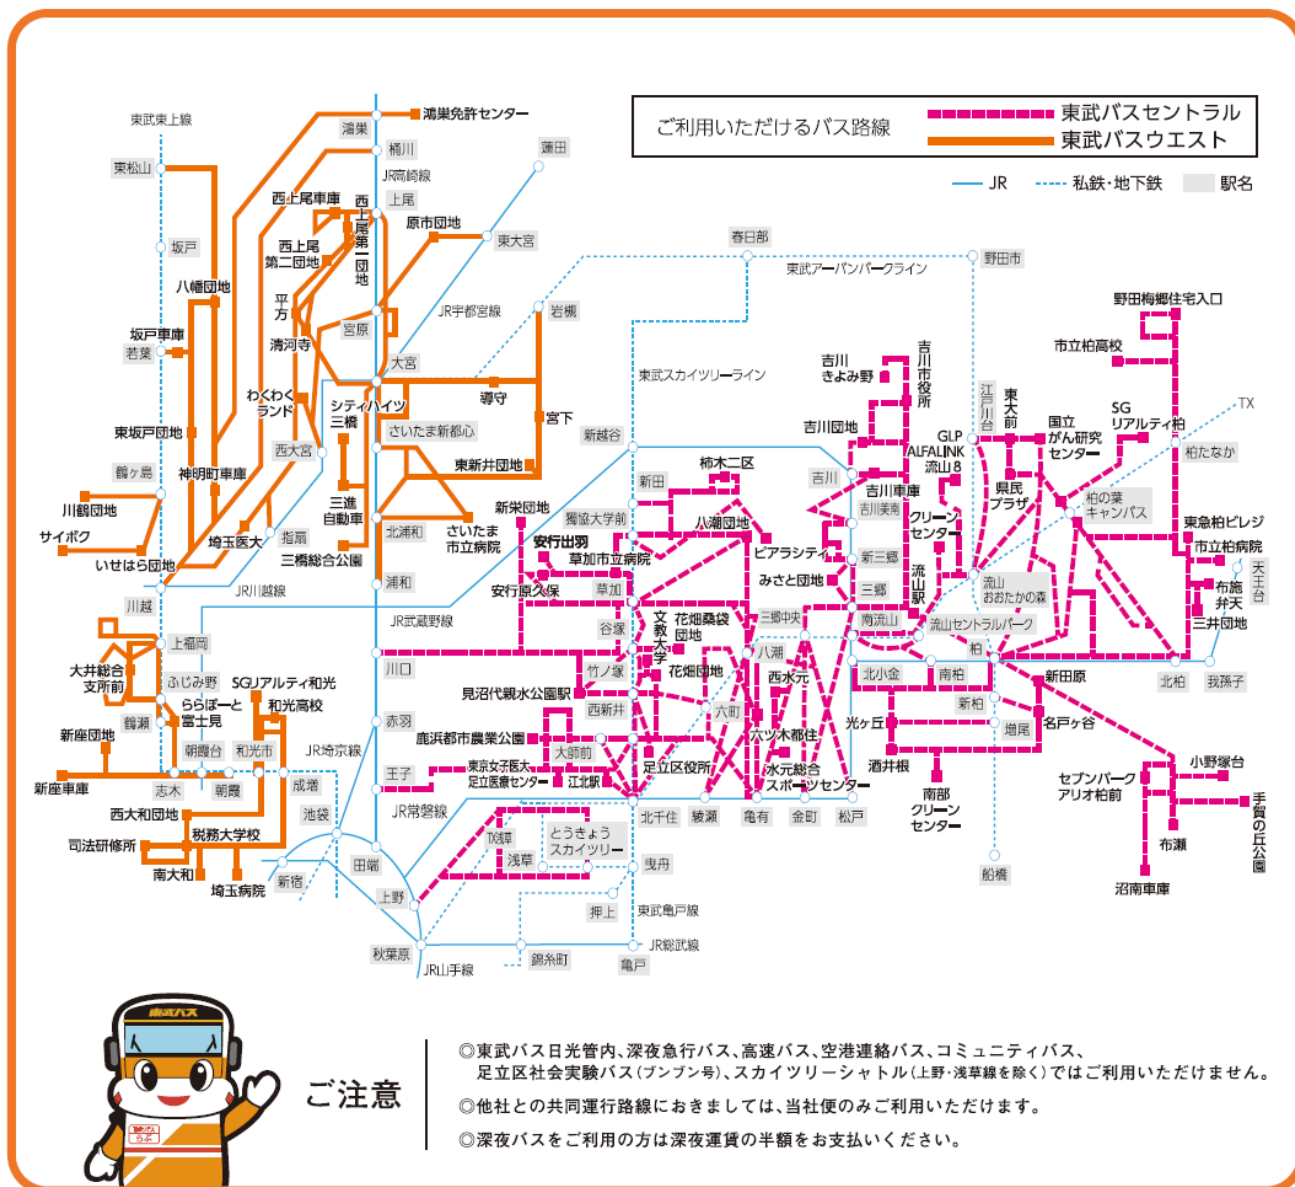 ご利用いただけるバス路線
東武バスセントラル
東武バスウエスト
JR
私鉄・地下鉄
駅名
東武東上線
鴻巣
鴻巣免許センター
桶川
蓮田
JR高崎線
東松山
西上尾車庫
西上尾第一団地
上尾
原市団地
東大宮
春日部
東武アーバンパークライン
野田市
坂戸
西上尾
第二団地
八幡団地
平方
岩槻
JR宇都宮線
宮原
清河寺
坂戸車庫
若葉
大宮
東武スカイツリーライン
吉川
きよみ野
吉川市役所
野田梅郷住宅入口
市立柏高校
江戸川台
東大前
国立
がん研究
センター
SG
リアルティ柏
TX
わくわく
ランド
シティハイツ
三橋
導守
宮下
東坂戸団地
西大宮
さいたま新都心
新越谷
吉川団地
GLP
ALFALINK
流山8
柏たなか
鶴ヶ島
神明町車庫
東新井団地
新田
柿木二区
吉川
吉川車庫
県民
プラザ
柏の葉
キャンパス
川鶴団地
三進
自動車
新栄団地
獨協大学前
八潮団地
吉川美南
クリーン
センター
東急柏ビレジ
サイボク
埼玉医大
指扇
北浦和
さいたま
市立病院
安行出羽
草加市立病院
ピアラシティ
新三郷
市立柏病院
いせはら団地
三橋総合公園
天王台
川越
JR川越線
浦和
安行原久保
草加
みさと団地
三郷
流山駅
流山
おおたかの森
布施
弁天
三井団地
JR武蔵野線
谷塚
文教大学
花畑桑袋
団地
三郷中央
南流山
流山セントラルパーク
上福岡
川口
竹ノ塚
八潮
柏
大井総合
支所前
ふじみ野
SGリアルティ和光
見沼代親水公園駅
花畑団地
西水元
北小金
南柏
新田原
北柏
我孫子
ららぽーと
富士見
和光高校
西新井
六町
新柏
鶴瀬
赤羽
光ヶ丘
増尾
名戸ヶ谷
新座団地
朝霞台
和光市
JR埼京線
鹿浜都市農業公園
大師前
足立区役所
六ツ木都住
酒井根
新座車庫
志木
朝霞
成増
王子
東京女子医大
足立医療センター
江北駅
水元総合
スポーツセンター
南部
クリーン
センター
セブンパーク
アリオ柏前
小野塚台
西大和団地
池袋
JR常磐線
北千住
綾瀬
亀有
金町
松戸
手賀の丘公園
司法研修所
税務大学校
田端
TX浅草
浅草
とうきょう
スカイツリー
曳舟
布瀬
南大和
埼玉病院
新宿
上野
押上
船橋
沼南車庫
東武亀戸線
秋葉原
JR山手線
錦糸町
亀戸
JR総武線
東武バス
東武バス
らぶ
ご注意
◎東武バス日光管内、深夜急行バス、高速バス、空港連絡バス、コミュニティバス、
足立区社会実験バス(ブンブン号)、スカイツリーシャトル(上野・浅草線を除く)ではご利用いただけません。
◎他社との共同運行路線におきましては、当社便のみご利用いただけます。
◎深夜バスをご利用の方は深夜運賃の半額をお支払いください。